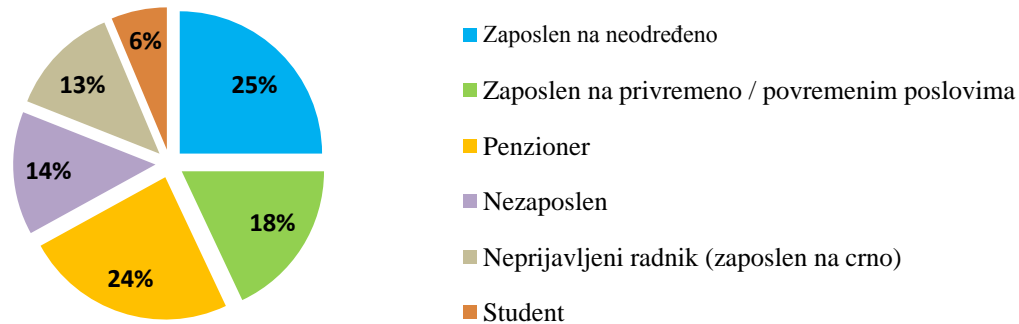 6%
25%
13%
14%
18%
24%
Zaposlen na neodređeno
Zaposlen na privremeno / povremenim poslovima
Penzioner
Nezaposlen
Neprijavljeni radnik (zaposlen na crno)
Student